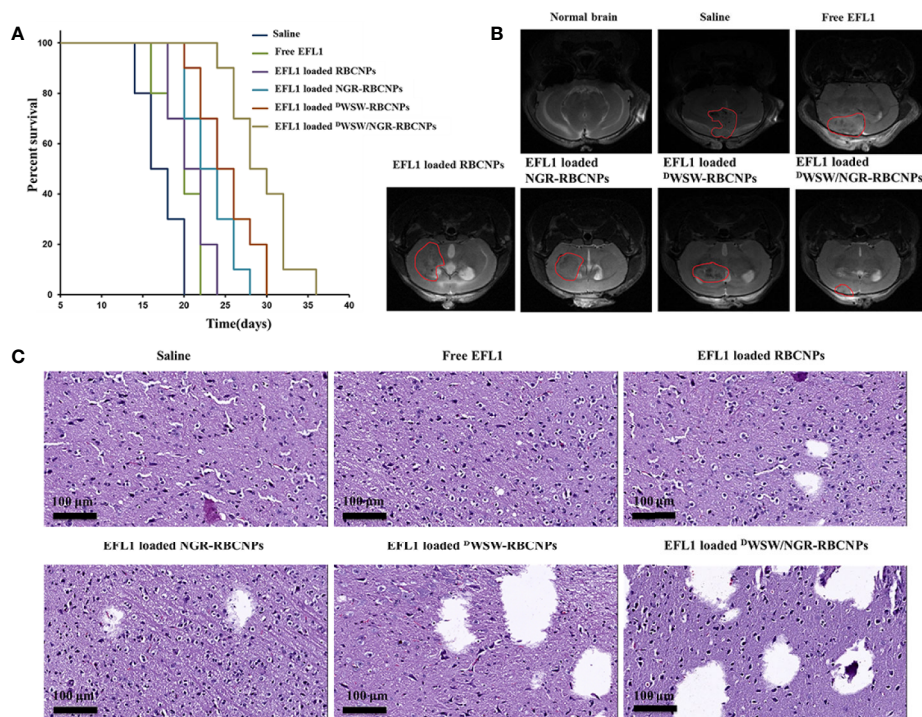 A
Percent survival
100
80
60
40
20
0
5
10
15
20
25
30
35
40
Time(days)
Saline
Free EFL1
EFL1 loaded RBCNPs
EFL1 loaded NGR-RBCNPs
EFL1 loaded ᴰWSW-RBCNPs
EFL1 loaded ᴰWSW/NGR-RBCNPs
B
Normal brain
Saline
Free EFL1
EFL1 loaded RBCNPs
EFL1 loaded
NGR-RBCNPs
EFL1 loaded
ᴰWSW-RBCNPs
EFL1 loaded
ᴰWSW/NGR-RBCNPs
C
Saline
Free EFL1
EFL1 loaded RBCNPs
100 μm
100 μm
100 μm
EFL1 loaded NGR-RBCNPs
EFL1 loaded ᴰWSW-RBCNPs
EFL1 loaded ᴰWSW/NGR-RBCNPs
100 μm
100 μm
100 μm